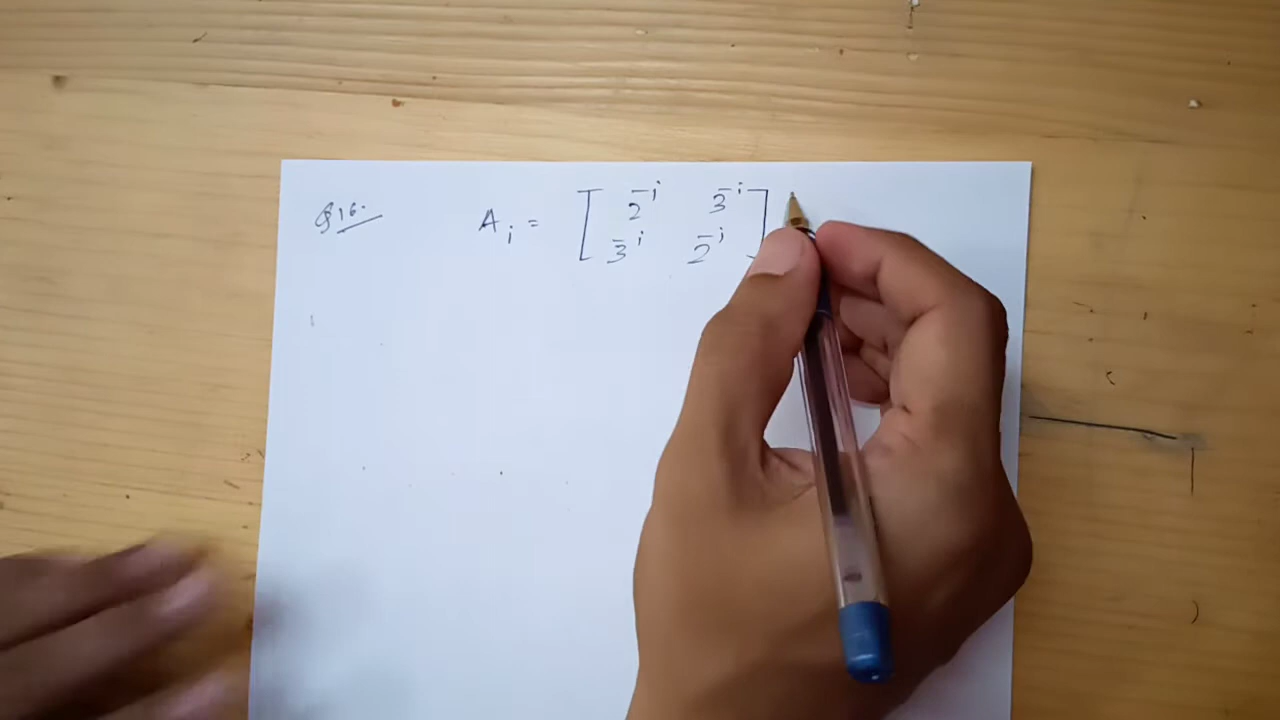 Q16. A_i = [ 2^{-i} 3^{-i} ]
[ 3^{-i} 2^{-i} ]